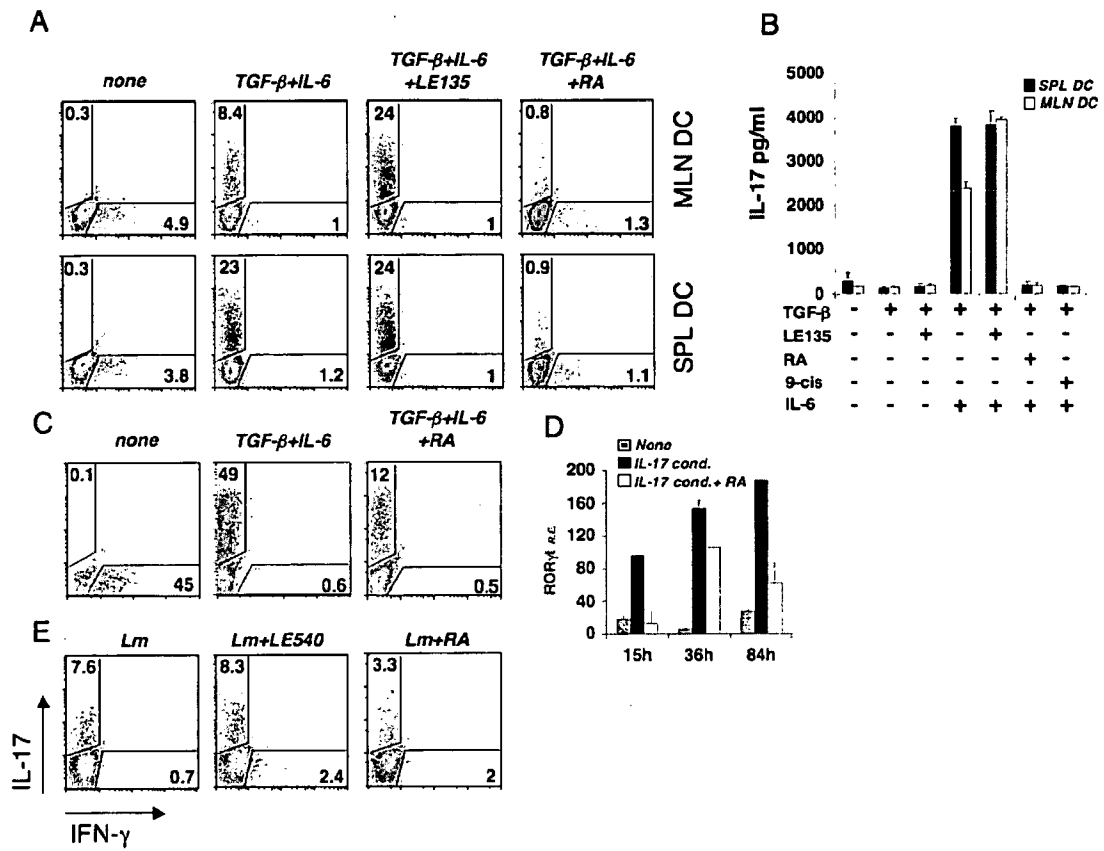 A
none
TGF-β+IL-6
TGF-β+IL-6
+LE135
TGF-β+IL-6
+RA
0.3
4.9
8.4
1
24
1
0.8
1.3
MLN DC
0.3
3.8
23
1.2
24
1
0.9
1.1
SPL DC
B
IL-17 pg/ml
5000
4000
3000
2000
1000
0
SPL DC
MLN DC
TGF-β - + + + + + +
LE135 - - + - + - -
RA - - - - - + -
9-cis - - - - - - +
IL-6 - - - + + + +
C
none
TGF-β+IL-6
TGF-β+IL-6
+RA
0.1
45
49
0.6
12
0.5
D
None
IL-17 cond.
IL-17 cond.+ RA
RORγt R.E.
200
160
120
80
40
0
15h 36h 84h
E
Lm
Lm+LE540
Lm+RA
7.6
0.7
8.3
2.4
3.3
2
IL-17
IFN-γ